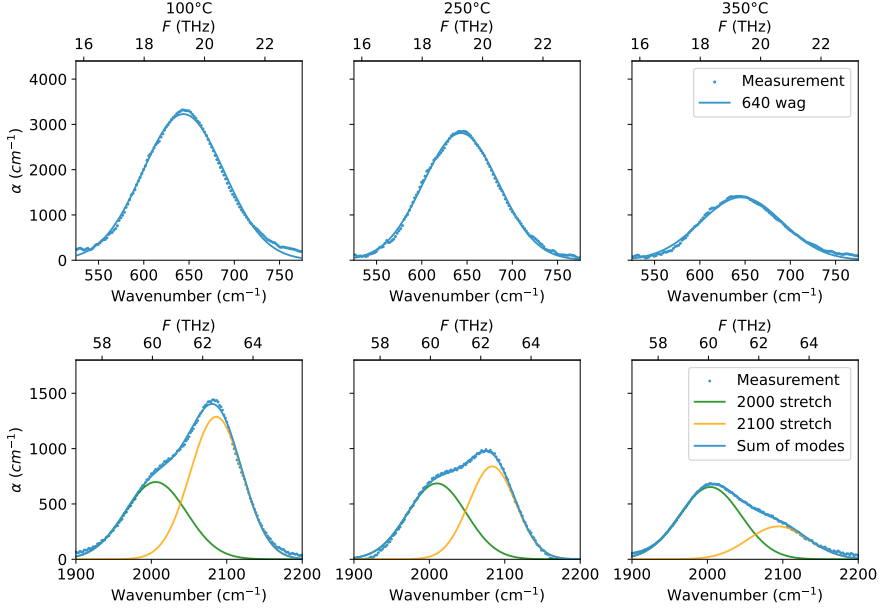 100°C 250°C 350°C
F (THz) F (THz) F (THz)
16 18 20 22 16 18 20 22 16 18 20 22
α (cm⁻¹)
4000
3000
2000
1000
0
Measurement
640 wag
550 600 650 700 750 550 600 650 700 750 550 600 650 700 750
Wavenumber (cm⁻¹) Wavenumber (cm⁻¹) Wavenumber (cm⁻¹)
F (THz) F (THz) F (THz)
58 60 62 64 58 60 62 64 58 60 62 64
α (cm⁻¹)
1500
1000
500
0
Measurement
2000 stretch
2100 stretch
Sum of modes
1900 2000 2100 2200 1900 2000 2100 2200 1900 2000 2100 2200
Wavenumber (cm⁻¹) Wavenumber (cm⁻¹) Wavenumber (cm⁻¹)